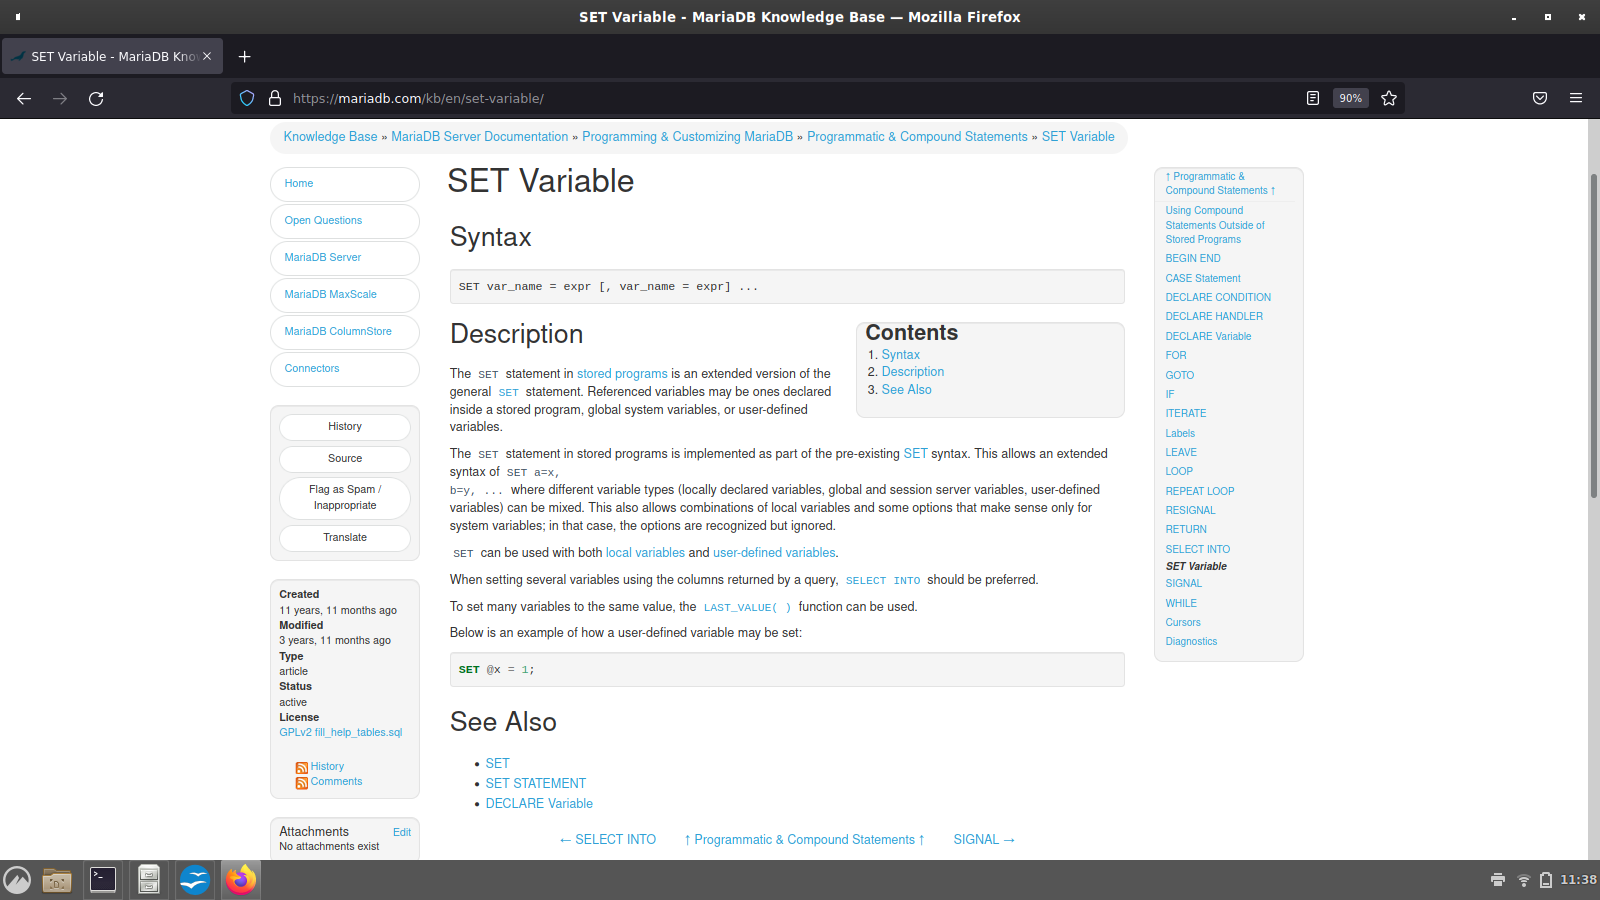 SET Variable - MariaDB Knowledge Base — Mozilla Firefox
SET Variable - MariaDB Kno
https://mariadb.com/kb/en/set-variable/
90%
Knowledge Base » MariaDB Server Documentation » Programming & Customizing MariaDB » Programmatic & Compound Statements » SET Variable
Home
Open Questions
MariaDB Server
MariaDB MaxScale
MariaDB ColumnStore
Connectors
History
Source
Flag as Spam /
Inappropriate
Translate
Created
11 years, 11 months ago
Modified
3 years, 11 months ago
Type
article
Status
active
License
GPLv2 fill_help_tables.sql
History
Comments
Attachments Edit
No attachments exist
SET Variable
Syntax
SET var_name = expr [, var_name = expr] ...
Description
Contents
1. Syntax
2. Description
3. See Also
The SET statement in stored programs is an extended version of the
general SET statement. Referenced variables may be ones declared
inside a stored program, global system variables, or user-defined
variables.
The SET statement in stored programs is implemented as part of the pre-existing SET syntax. This allows an extended
syntax of SET a=x,
b=y, ... where different variable types (locally declared variables, global and session server variables, user-defined
variables) can be mixed. This also allows combinations of local variables and some options that make sense only for
system variables; in that case, the options are recognized but ignored.
SET can be used with both local variables and user-defined variables.
When setting several variables using the columns returned by a query, SELECT INTO should be preferred.
To set many variables to the same value, the LAST_VALUE( ) function can be used.
Below is an example of how a user-defined variable may be set:
SET @x = 1;
See Also
• SET
• SET STATEMENT
• DECLARE Variable
← SELECT INTO ↑ Programmatic & Compound Statements ↑ SIGNAL →
↑ Programmatic &
Compound Statements ↑
Using Compound
Statements Outside of
Stored Programs
BEGIN END
CASE Statement
DECLARE CONDITION
DECLARE HANDLER
DECLARE Variable
FOR
GOTO
IF
ITERATE
Labels
LEAVE
LOOP
REPEAT LOOP
RESIGNAL
RETURN
SELECT INTO
SET Variable
SIGNAL
WHILE
Cursors
Diagnostics
11:38